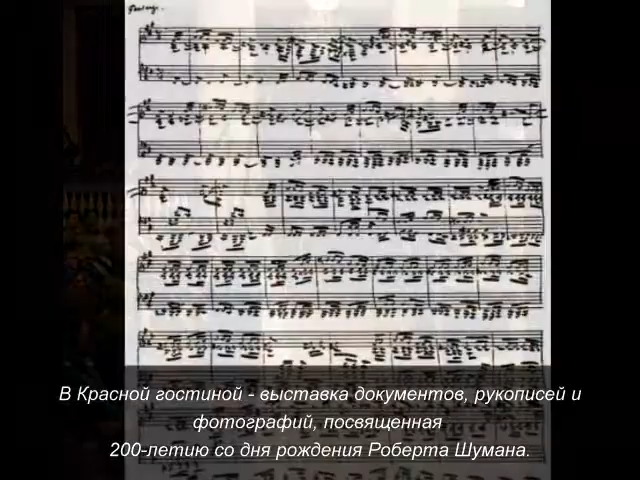 В Красной гостиной - выставка документов, рукописей и
фотографий, посвященная
200-летию со дня рождения Роберта Шумана.